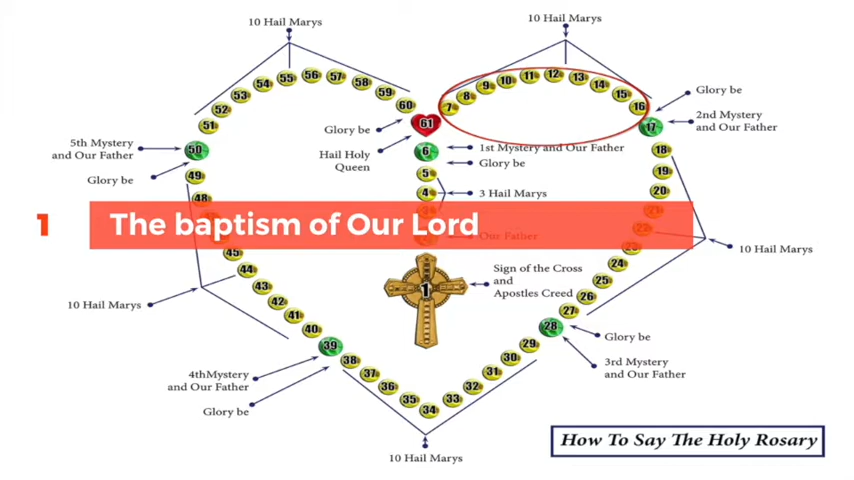 10 Hail Marys
10 Hail Marys
7 8 9 10 11 12 13 14 15 16
51 52 53 54 55 56 57 58 59 60
Glory be
61
17
2nd Mystery
and Our Father
Glory be
Hail Holy
Queen
5th Mystery
and Our Father
50
Glory be
6
1st Mystery and Our Father
Glory be
5
4
3 Hail Marys
18
19
20
21
22
23
49
48
1
The baptism of Our Lord
Our Father
10 Hail Marys
1
Sign of the Cross
and
Apostles Creed
24
25
26
27
45
44
43
42
41
40
10 Hail Marys
28
Glory be
3rd Mystery
and Our Father
39
4thMystery
and Our Father
Glory be
38
37
36
35
34
33
32
31
30
29
10 Hail Marys
How To Say The Holy Rosary